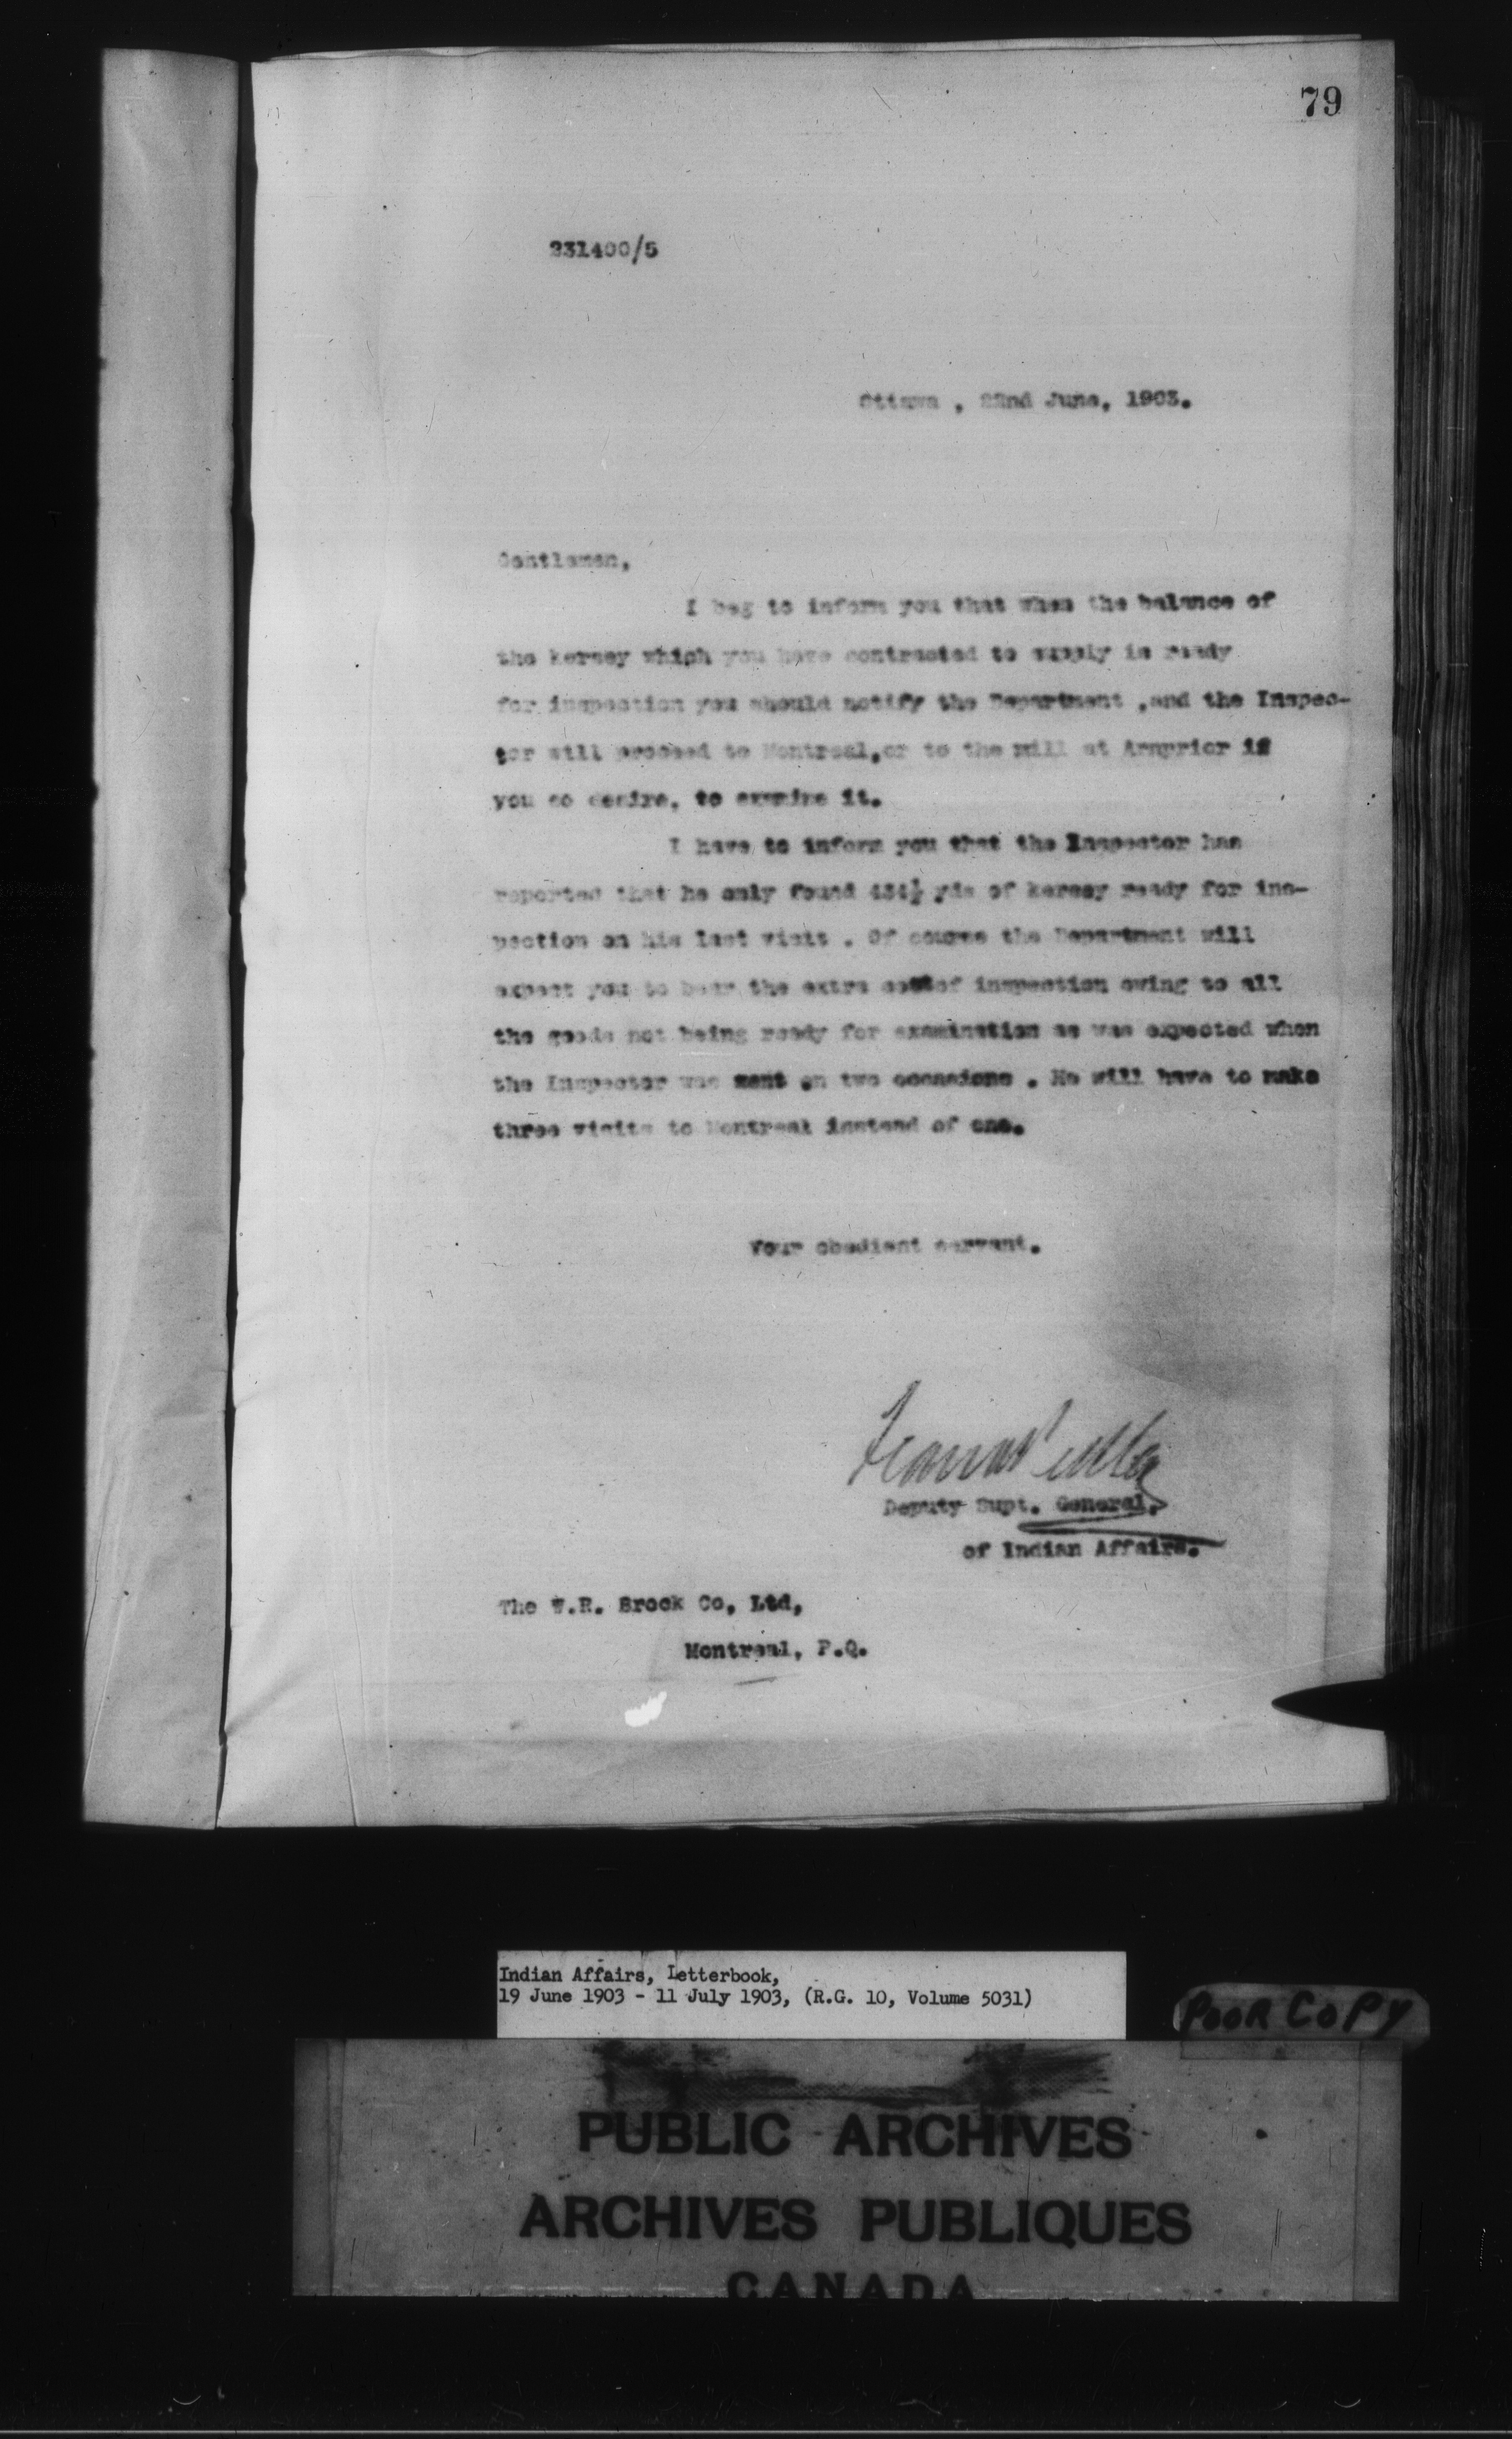 79
231400/5
Ottawa , 22nd June, 1903.
Gentlemen,
I beg to inform you that when the balance of
the kersey which you have contracted to supply is ready
for inspection you should notify the Department ,and the Inspec-
tor will proceed to Montreal,or to the mill at Arnprior if
you so desire, to examine it.
I have to inform you that the Inspector has
reported that he only found 434½ yds of kersey ready for ins-
pection on his last visit . Of course the Department will
expect you to bear the extra costof inspection owing to all
the goods not being ready for examination as was expected when
the Inspector was sent on two occasions . He will have to make
three visits to Montreal instead of one.
Your obedient servant.
Deputy Supt. General,
of Indian Affairs.
The W.R. Brock Co, Ltd,
Montreal, P.Q.
Indian Affairs, Letterbook,
19 June 1903 - 11 July 1903, (R.G. 10, Volume 5031)
POOR COPY
PUBLIC ARCHIVES
ARCHIVES PUBLIQUES
CANADA